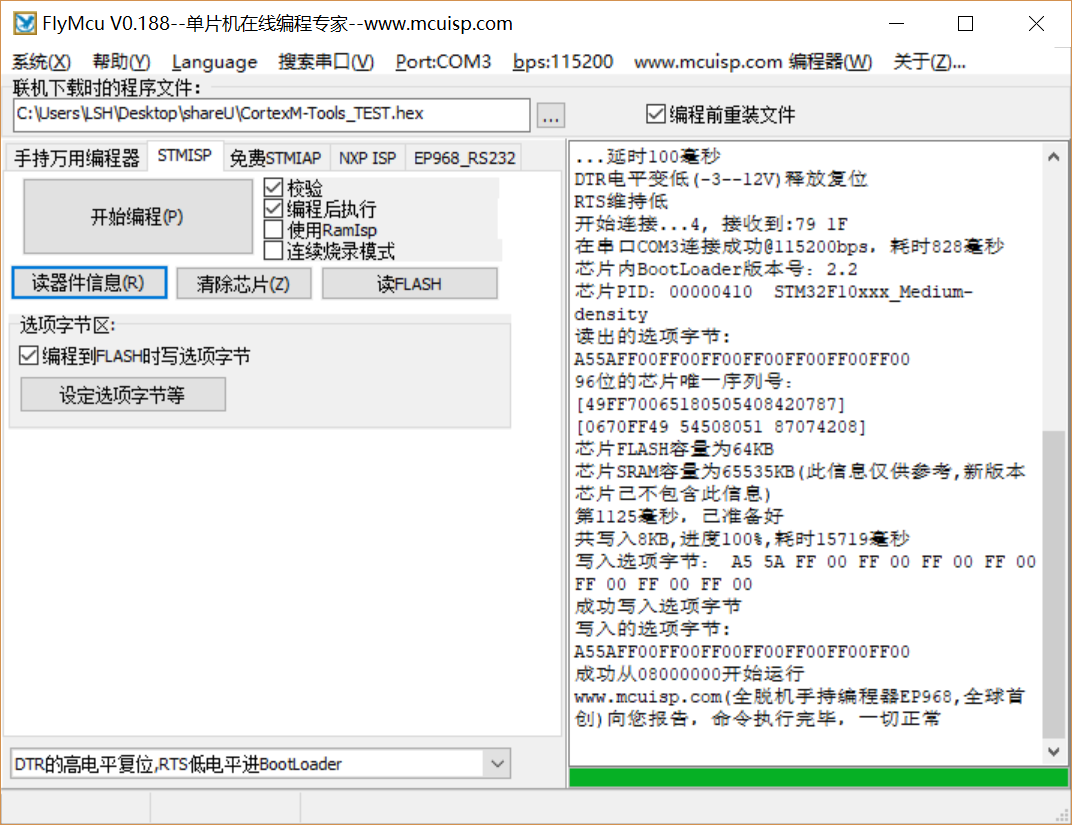 FlyMcu V0.188--单片机在线编程专家--www.mcuisp.com
系统(X) 帮助(Y) Language 搜索串口(V) Port:COM3 bps:115200 www.mcuisp.com 编程器(W) 关于(Z)...
联机下载时的程序文件:
C:\Users\LSH\Desktop\shareU\CortexM-Tools_TEST.hex ... 编程前重装文件
手持万用编程器 STMISP 免费STMIAP NXP ISP EP968_RS232
开始编程(P)
校验
编程后执行
使用RamIsp
连续烧录模式
读器件信息(R) 清除芯片(Z) 读FLASH
选项字节区:
编程到FLASH时写选项字节
设定选项字节等
DTR的高电平复位,RTS低电平进BootLoader
...延时100毫秒
DTR电平变低(-3--12V)释放复位
RTS维持低
开始连接...4, 接收到:79 1F
在串口COM3连接成功@115200bps, 耗时828毫秒
芯片内BootLoader版本号: 2.2
芯片PID: 00000410 STM32F10xxx_Medium-
density
读出的选项字节:
A55AFF00FF00FF00FF00FF00FF00FF00
96位的芯片唯一序列号:
[49FF70065180505408420787]
[0670FF49 54508051 87074208]
芯片FLASH容量为64KB
芯片SRAM容量为65535KB(此信息仅供参考,新版本
芯片已不包含此信息)
第1125毫秒, 已准备好
共写入8KB,进度100%,耗时15719毫秒
写入选项字节: A5 5A FF 00 FF 00 FF 00 FF 00
FF 00 FF 00 FF 00
成功写入选项字节
写入的选项字节:
A55AFF00FF00FF00FF00FF00FF00FF00
成功从08000000开始运行
www.mcuisp.com(全脱机手持编程器EP968,全球首
创)向您报告, 命令执行完毕, 一切正常